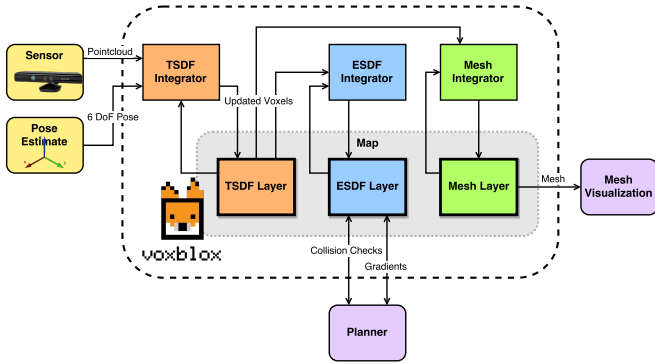 Sensor
Pointcloud
TSDF
Integrator
ESDF
Integrator
Mesh
Integrator
Updated Voxels
6 DoF Pose
Pose
Estimate
Map
TSDF Layer
ESDF Layer
Mesh Layer
Mesh
Mesh
Visualization
voxblox
Collision Checks
Gradients
Planner